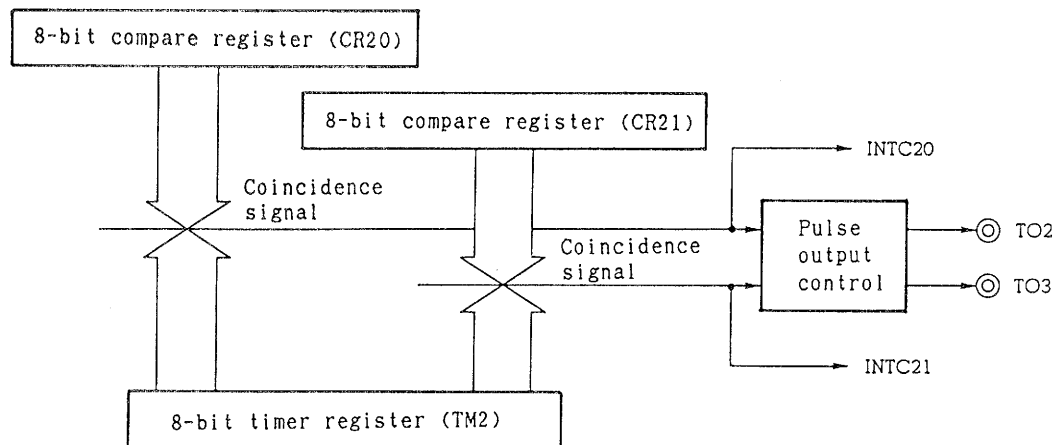 8-bit compare register (CR20)
8-bit compare register (CR21)
INTC20
Coincidence
signal
Coincidence
signal
Pulse
output
control
TO2
TO3
INTC21
8-bit timer register (TM2)